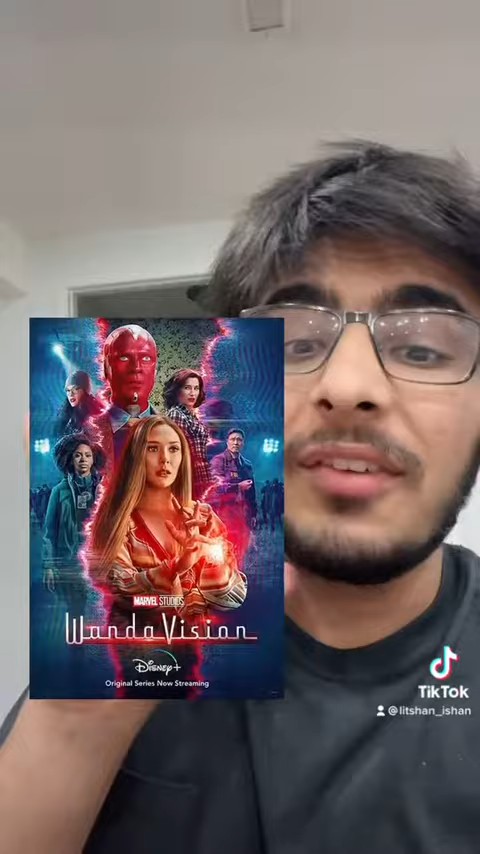 MARVEL STUDIOS
WandaVision
Disney+
Original Series Now Streaming
TikTok
@litshan_ishan